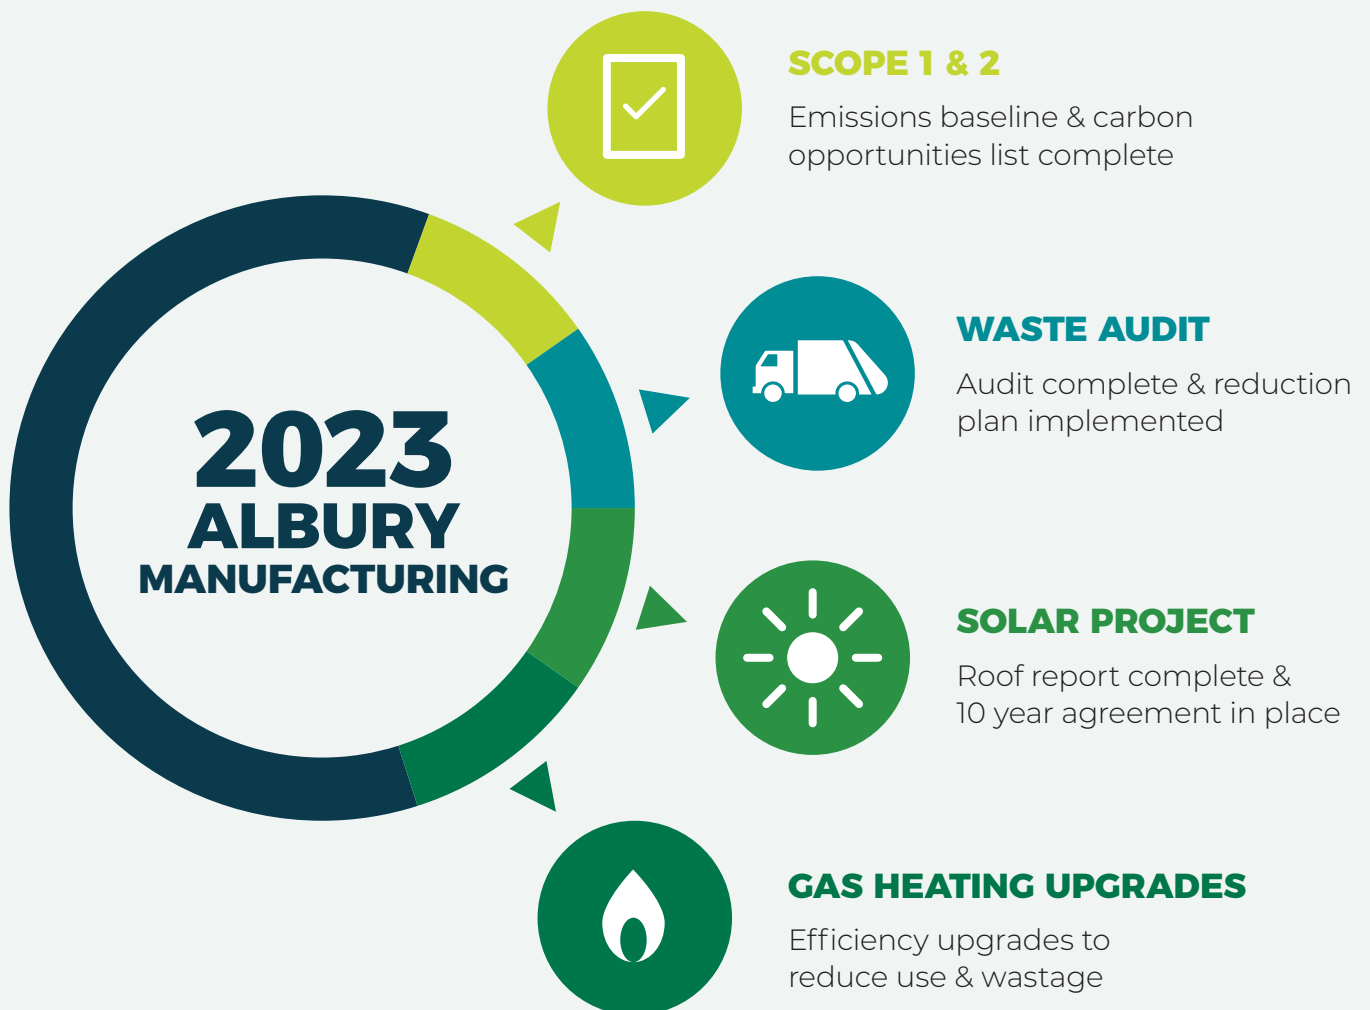 SCOPE 1 & 2
Emissions baseline & carbon
opportunities list complete
WASTE AUDIT
Audit complete & reduction
plan implemented
2023
ALBURY
MANUFACTURING
SOLAR PROJECT
Roof report complete &
10 year agreement in place
GAS HEATING UPGRADES
Efficiency upgrades to
reduce use & wastage